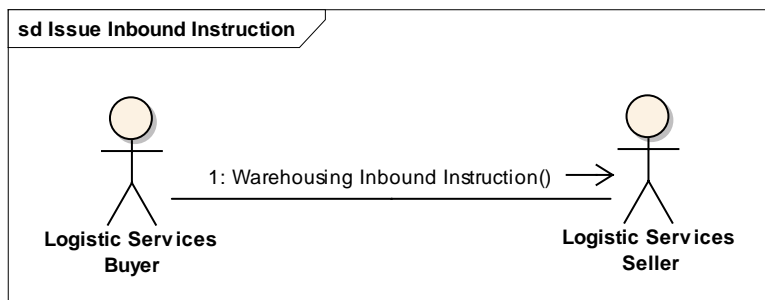 sd Issue Inbound Instruction
1: Warehousing Inbound Instruction()
Logistic Services
Buyer
Logistic Services
Seller